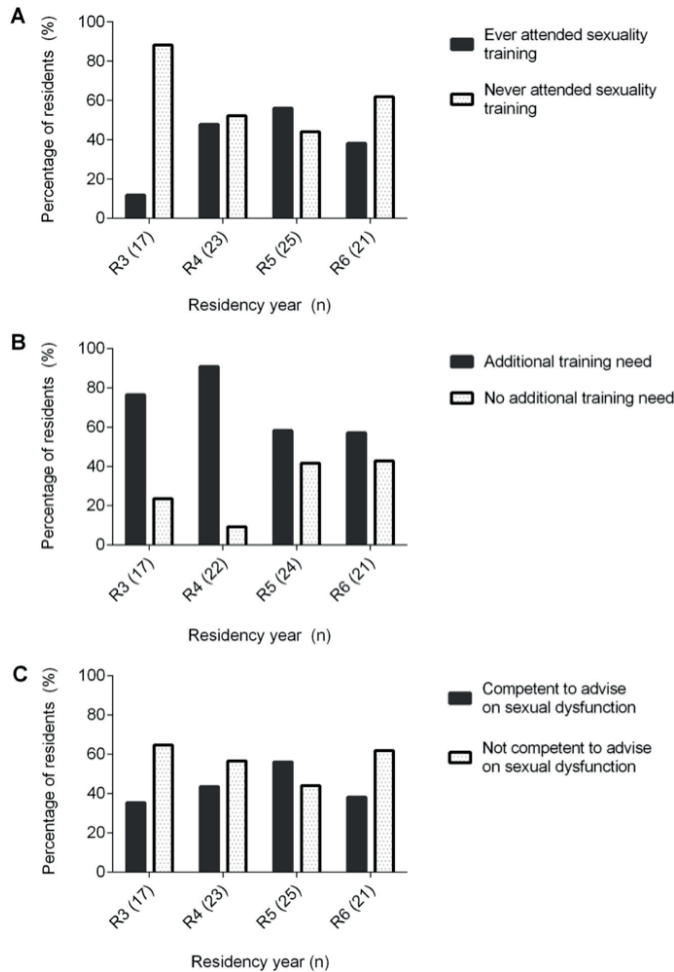 A
Percentage of residents (%)
100
80
60
40
20
0
R3 (17)
R4 (23)
R5 (25)
R6 (21)
Residency year (n)
Ever attended sexuality
training
Never attended sexuality
training
B
Percentage of residents (%)
100
80
60
40
20
0
R3 (17)
R4 (22)
R5 (24)
R6 (21)
Residency year (n)
Additional training need
No additional training need
C
Percentage of residents (%)
100
80
60
40
20
0
R3 (17)
R4 (23)
R5 (25)
R6 (21)
Residency year (n)
Competent to advise
on sexual dysfunction
Not competent to advise
on sexual dysfunction